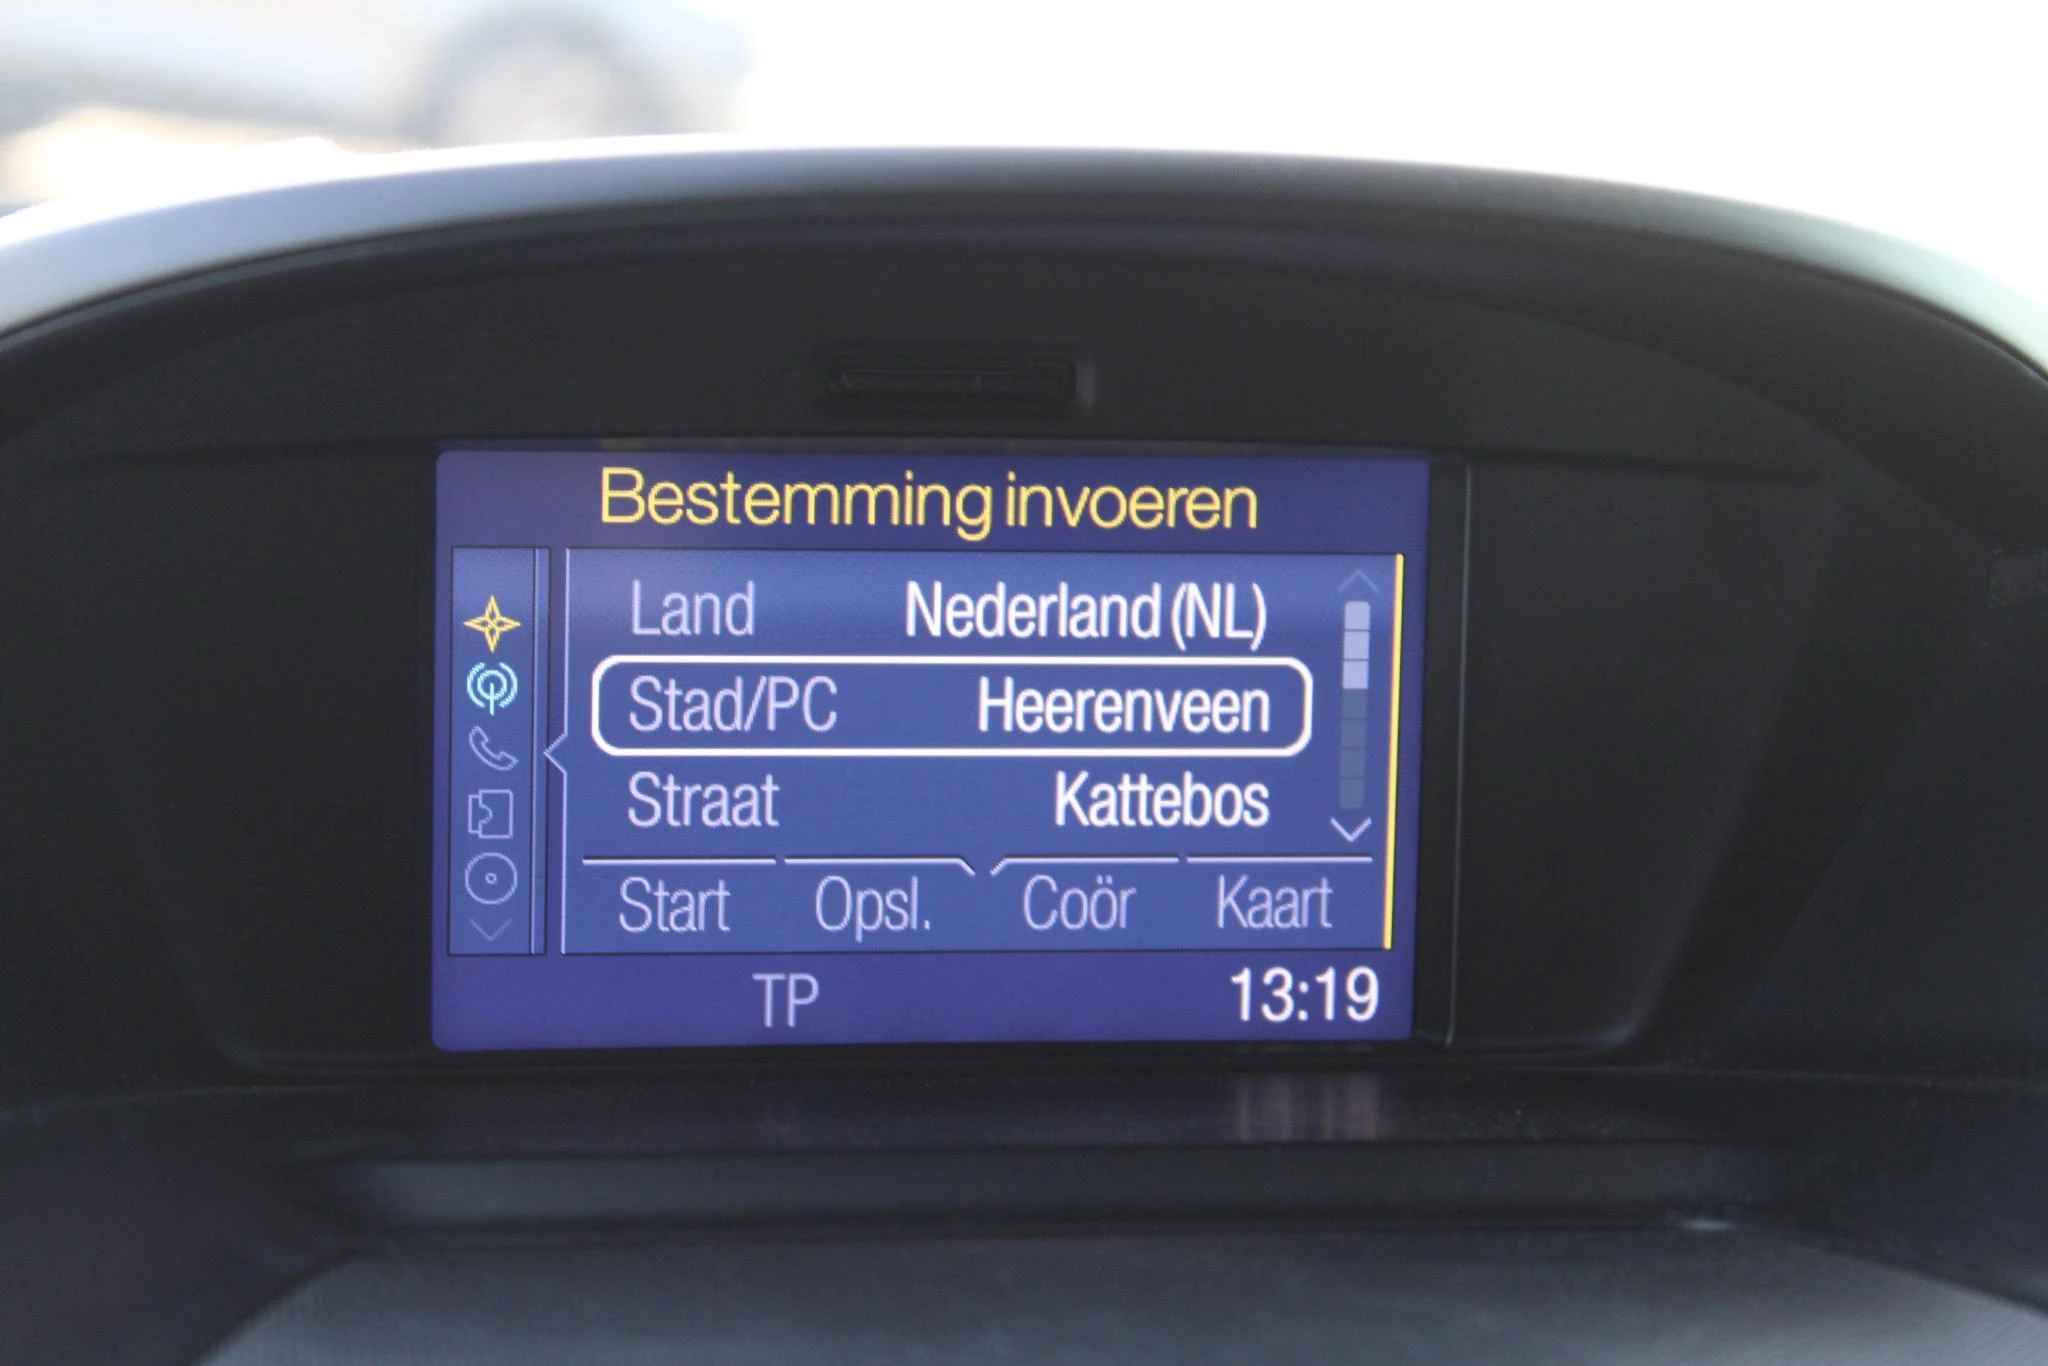 Bestemming invoeren
Land Nederland (NL)
Stad/PC Heerenveen
Straat Kattebos
Start Opsl. Coör Kaart
TP 13:19